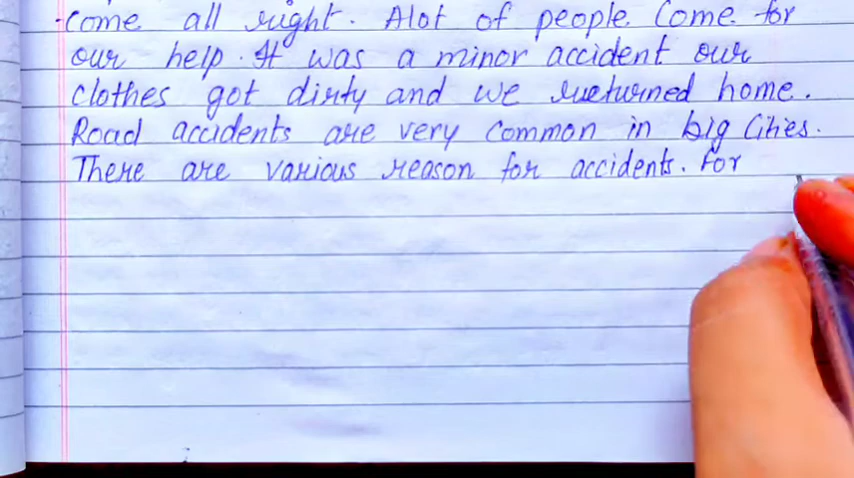 come all right. Alot of people come for
our help. It was a minor accident our
clothes got dirty and we rueturned home.
Road accidents are very common in big cities.
There are various reason for accidents. For